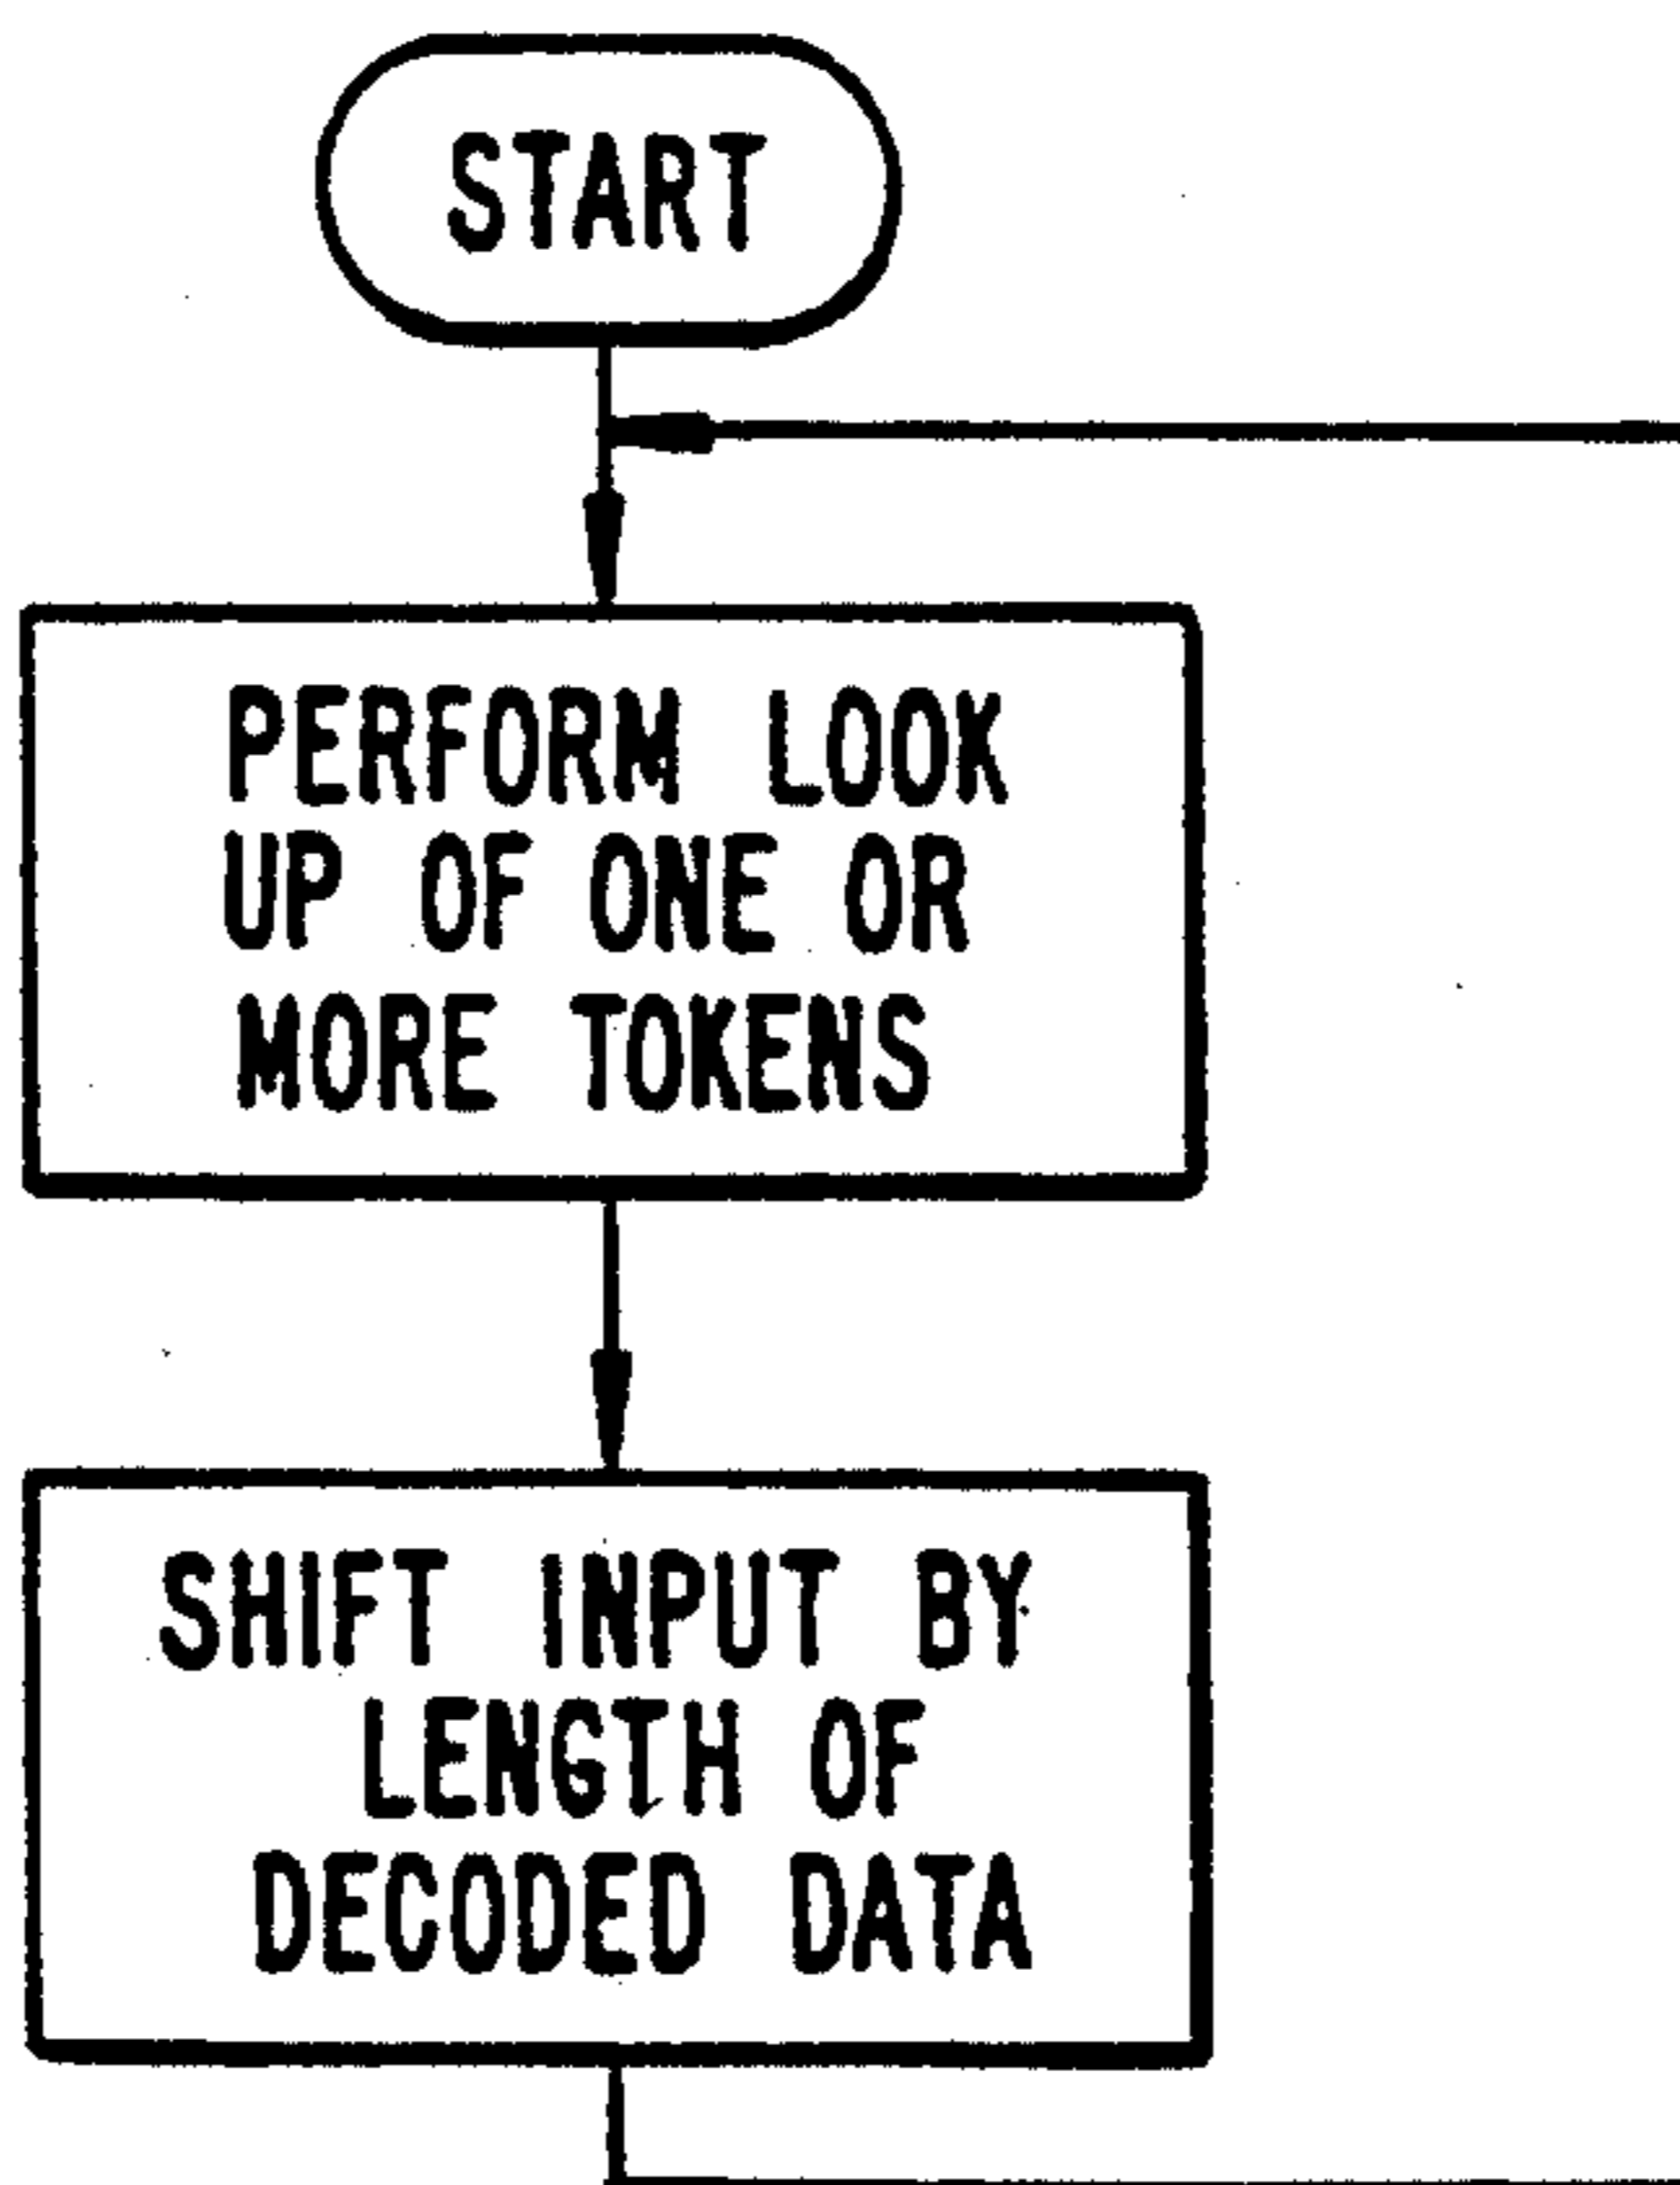 START
PERFORM LOOK
UP OF ONE OR
MORE TOKENS
SHIFT INPUT BY
LENGTH OF
DECODED DATA